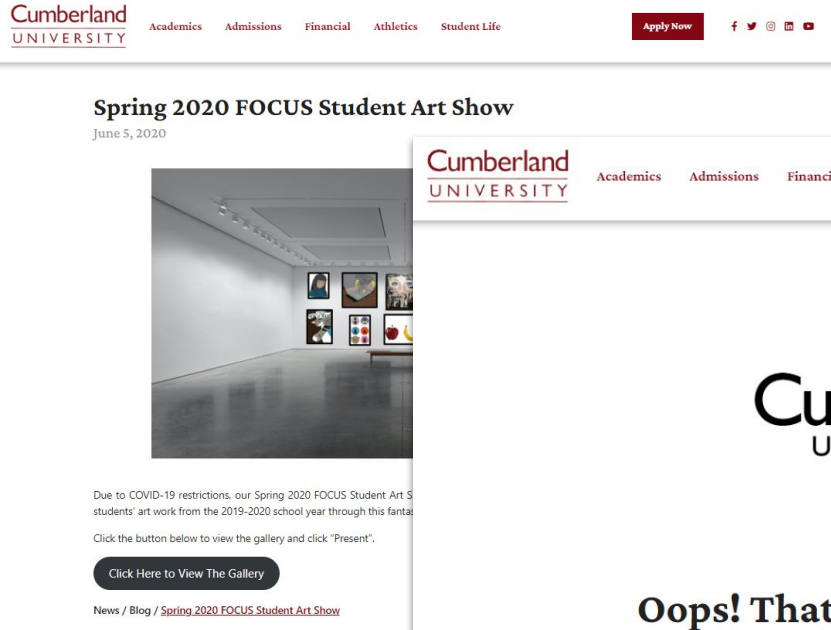 Cumberland
UNIVERSITY
Academics Admissions Financial Athletics Student Life
Apply Now
Spring 2020 FOCUS Student Art Show
June 5, 2020
Due to COVID-19 restrictions, our Spring 2020 FOCUS Student Art
students' art work from the 2019-2020 school year through this
Click the button below to view the gallery and click "Present".
Click Here to View The Gallery
News / Blog / Spring 2020 FOCUS Student Art Show
Cumberland
UNIVERSITY
Academics Admissions
Oops! That